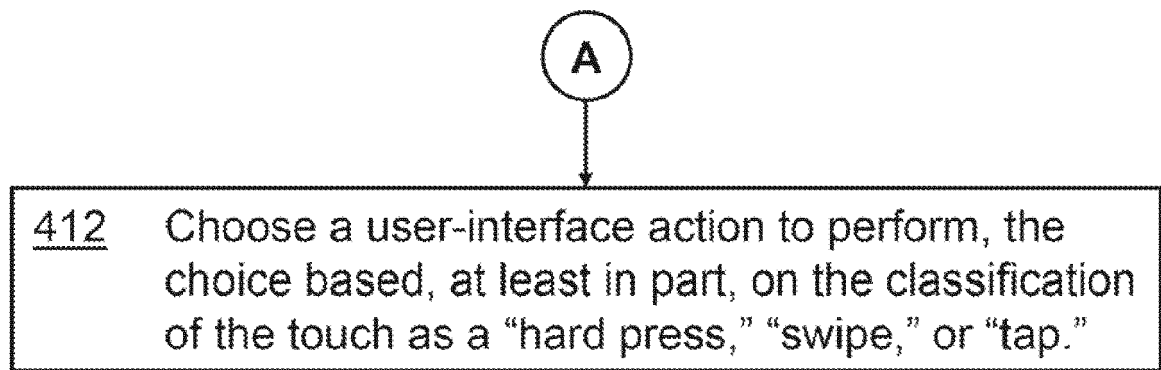 A
412 Choose a user-interface action to perform, the
choice based, at least in part, on the classification
of the touch as a “hard press,” “swipe,” or “tap.”